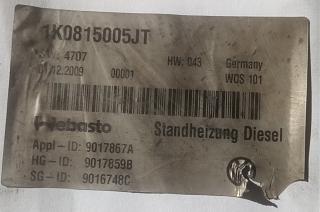 1K0815005JT
4707 HW: 043 Germany
01.12.2009 00001 WOS 101
Webasto Standheizung Diesel
Appl-ID: 9017867A
HG-ID: 9017859B
SG-ID: 9016748C